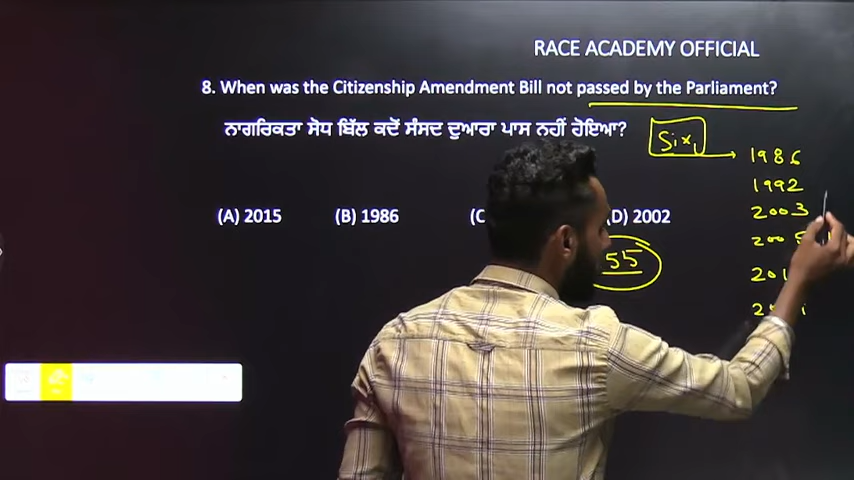 RACE ACADEMY OFFICIAL
8. When was the Citizenship Amendment Bill not passed by the Parliament?
ਨਾਗਰਿਕਤਾ ਸੋਧ ਬਿੱਲ ਕਦੋਂ ਸੰਸਦ ਦੁਆਰਾ ਪਾਸ ਨਹੀਂ ਹੋਇਆ?
Six
1986
1992
(A) 2015 (B) 1986 (C (D) 2002
2003
55